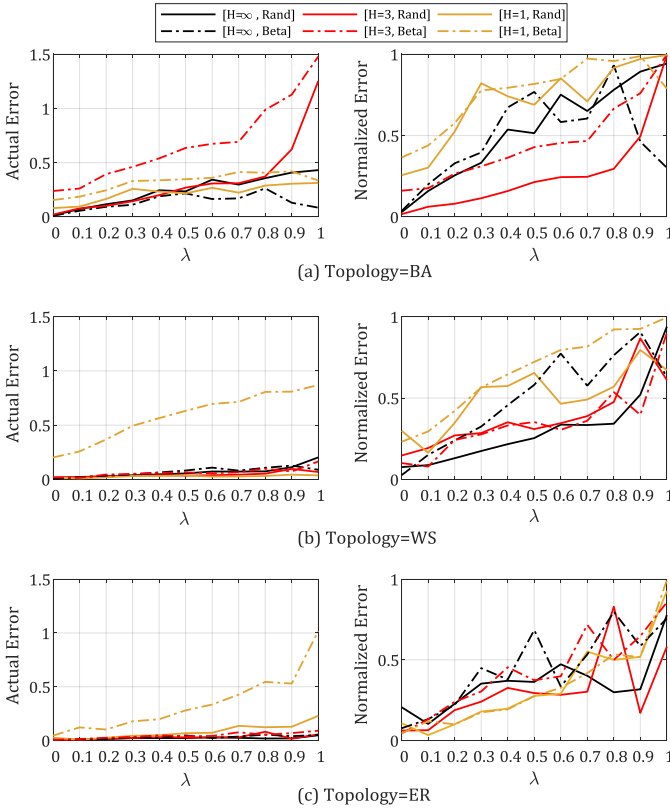 [H=∞ , Rand] [H=3, Rand] [H=1, Rand]
[H=∞ , Beta] [H=3, Beta] [H=1, Beta]
Actual Error
1.5
1
0.5
0
0 0.1 0.2 0.3 0.4 0.5 0.6 0.7 0.8 0.9 1
λ
Normalized Error
1
0.5
0
0 0.1 0.2 0.3 0.4 0.5 0.6 0.7 0.8 0.9 1
λ
(a) Topology=BA
Actual Error
1.5
1
0.5
0
0 0.1 0.2 0.3 0.4 0.5 0.6 0.7 0.8 0.9 1
λ
Normalized Error
1
0.5
0
0 0.1 0.2 0.3 0.4 0.5 0.6 0.7 0.8 0.9 1
λ
(b) Topology=WS
Actual Error
1.5
1
0.5
0
0 0.1 0.2 0.3 0.4 0.5 0.6 0.7 0.8 0.9 1
λ
Normalized Error
1
0.5
0
0 0.1 0.2 0.3 0.4 0.5 0.6 0.7 0.8 0.9 1
λ
(c) Topology=ER